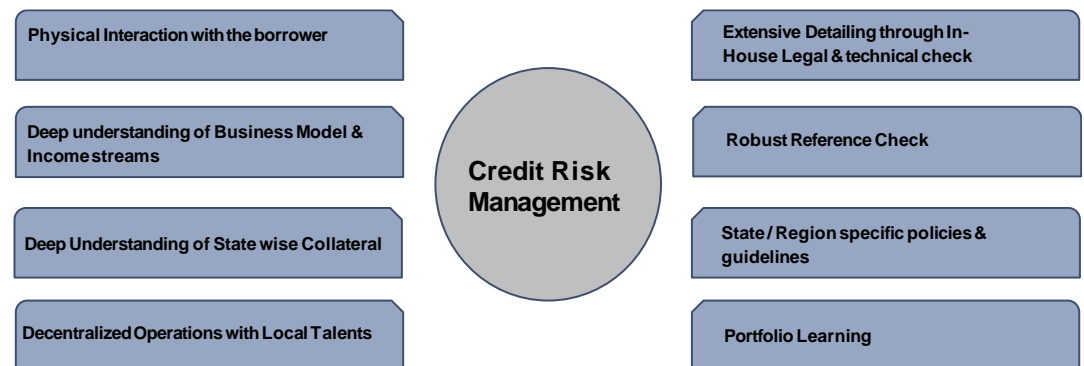 Physical Interaction with the borrower
Deep understanding of Business Model &
Income streams
Deep Understanding of State wise Collateral
Decentralized Operations with Local Talents
Credit Risk
Management
Extensive Detailing through In-
House Legal & technical check
Robust Reference Check
State / Region specific policies &
guidelines
Portfolio Learning